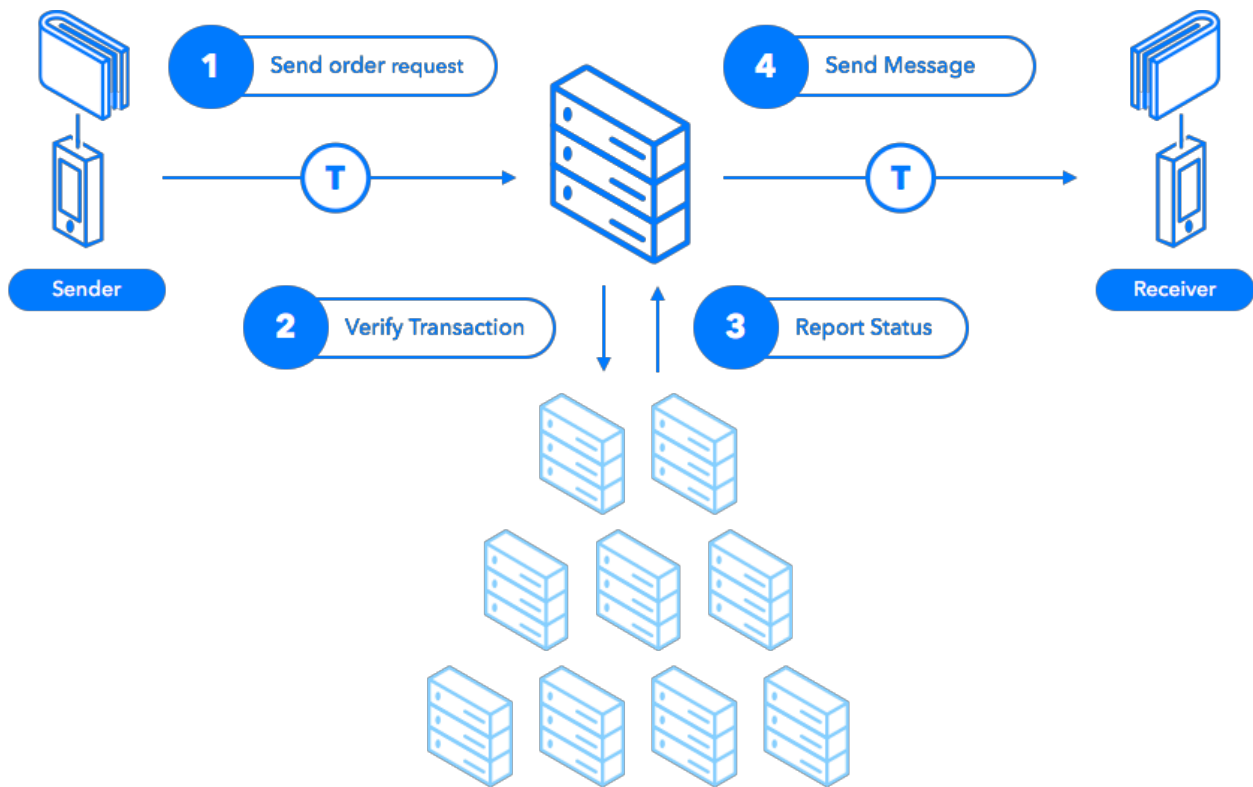 1 Send order request
4 Send Message
T
T
Sender
Receiver
2 Verify Transaction
3 Report Status